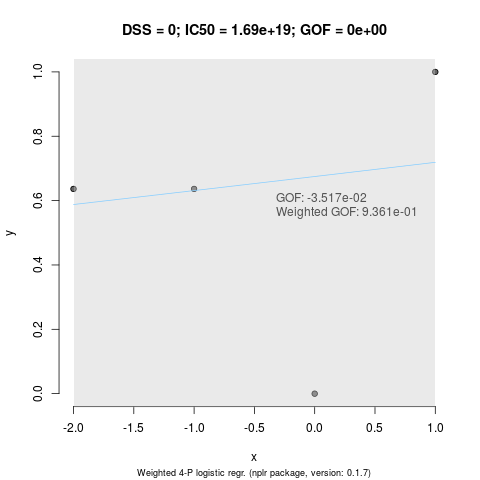 DSS = 0; IC50 = 1.69e+19; GOF = 0e+00
1.0
0.8
0.6
0.4
0.2
0.0
y
GOF: -3.517e-02
Weighted GOF: 9.361e-01
-2.0 -1.5 -1.0 -0.5 0.0 0.5 1.0
x
Weighted 4-P logistic regr. (nplr package, version: 0.1.7)